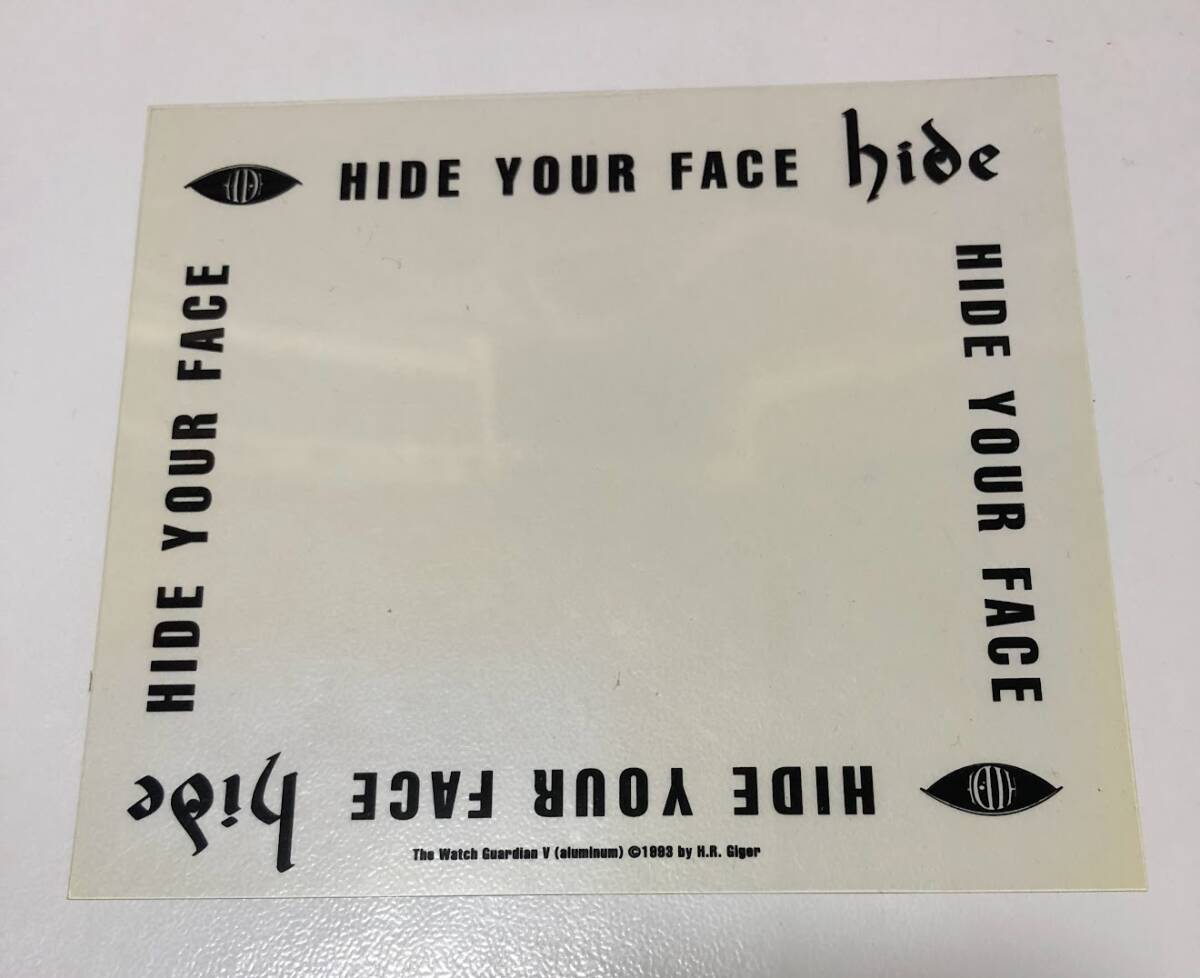 HIDE YOUR FACE hide
HIDE YOUR FACE
HIDE YOUR FACE
HIDE YOUR FACE hide
The Watch Guardian V (aluminum) ©1993 by H.R. Giger